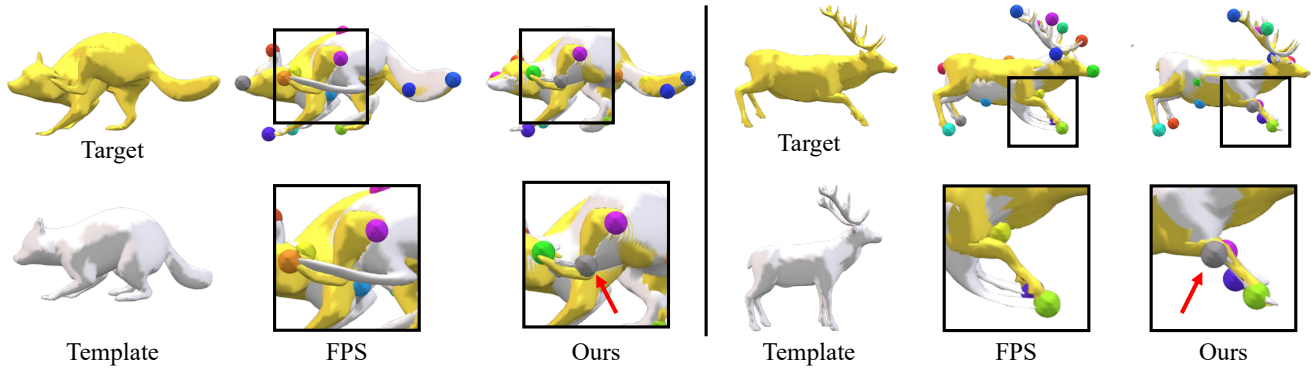 Target
Target
Template
FPS
Ours
Template
FPS
Ours